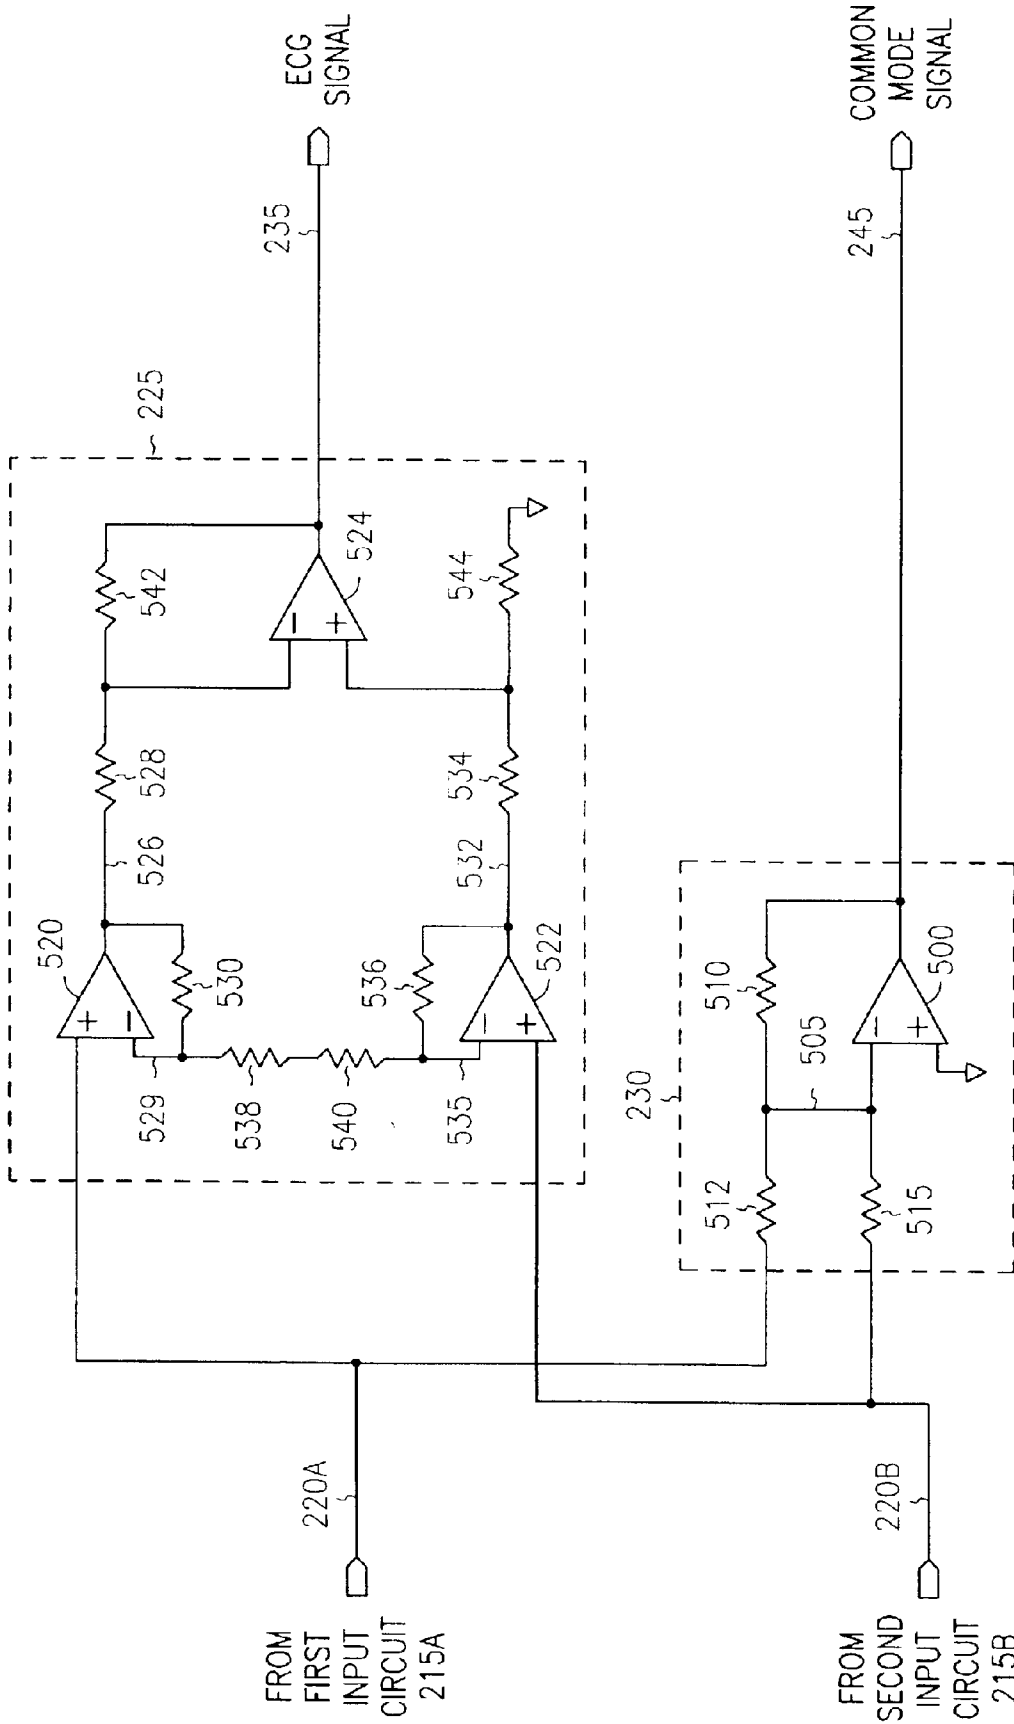 FROM
FIRST
INPUT
CIRCUIT
215A
220A
225
520
526
528
542
524
529
530
538
540
535
536
522
532
534
544
235
ECG
SIGNAL
FROM
SECOND
INPUT
CIRCUIT
215B
220B
230
512
515
505
510
500
245
COMMON
MODE
SIGNAL
+
−
−
+
−
+
−
+